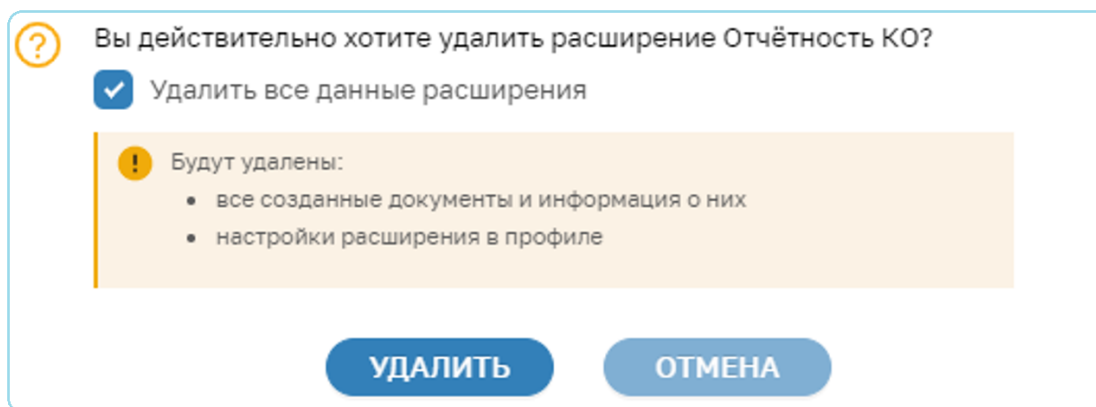 Вы действительно хотите удалить расширение Отчётность КО?
Удалить все данные расширения
Будут удалены:
• все созданные документы и информация о них
• настройки расширения в профиле
УДАЛИТЬ ОТМЕНА